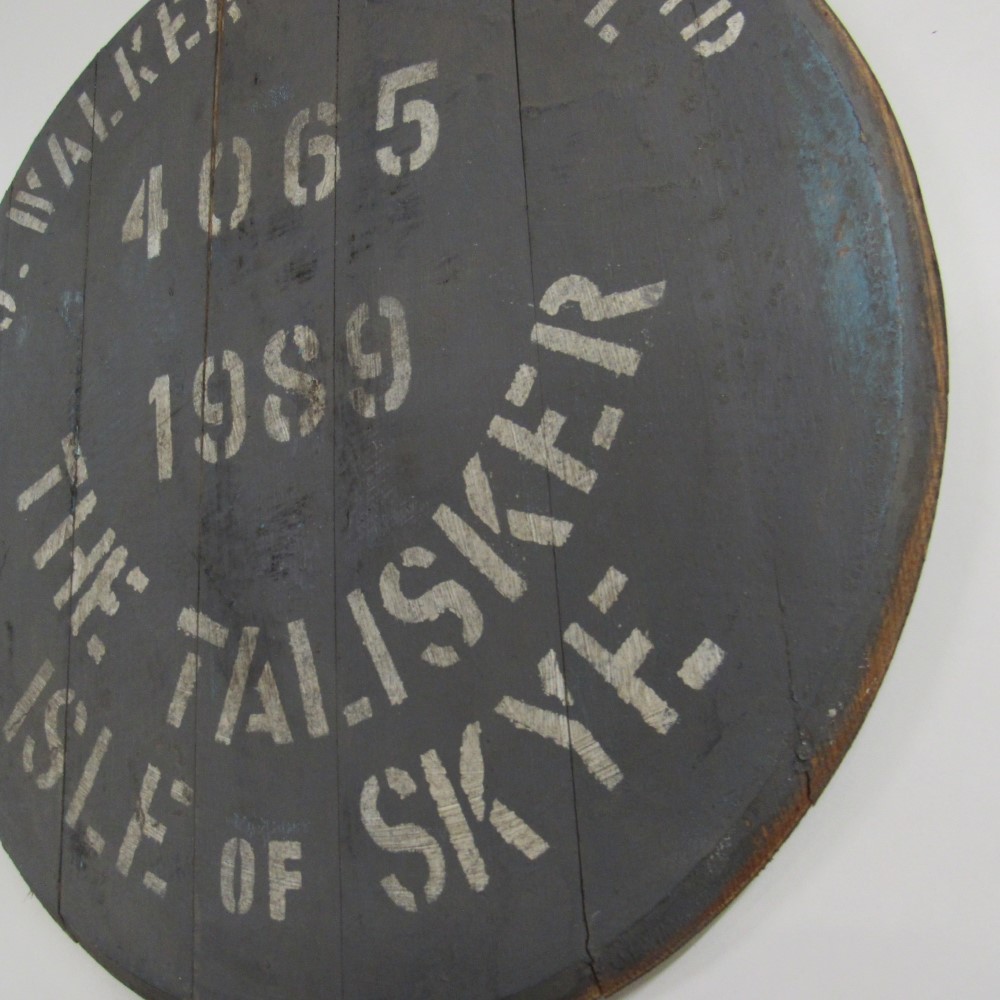 WALKER
4065
1989
THE TALISKER
ISLE OF SKYE